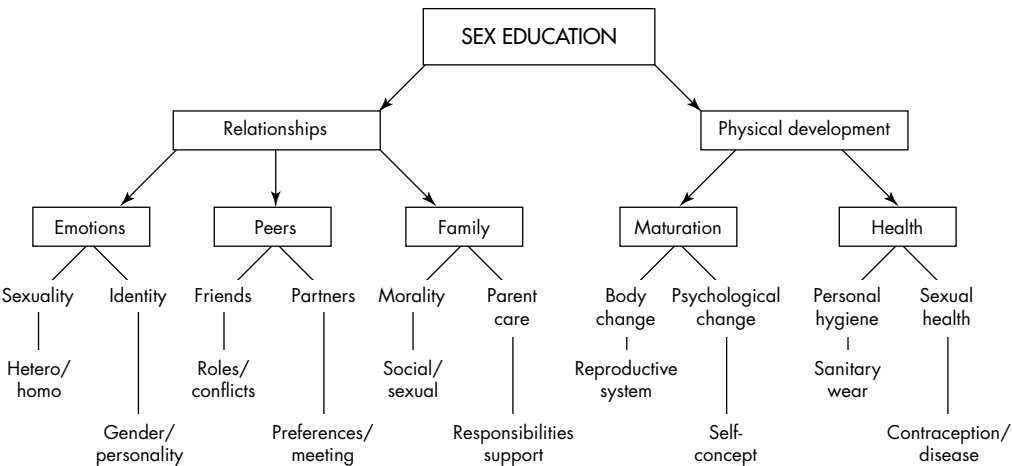 SEX EDUCATION
Relationships
Physical development
Emotions
Peers
Family
Maturation
Health
Sexuality
Identity
Friends
Partners
Morality
Parent
care
Body
change
Psychological
change
Personal
hygiene
Sexual
health
Hetero/
homo
Roles/
conflicts
Social/
sexual
Reproductive
system
Sanitary
wear
Gender/
personality
Preferences/
meeting
Responsibilities
support
Self-
concept
Contraception/
disease